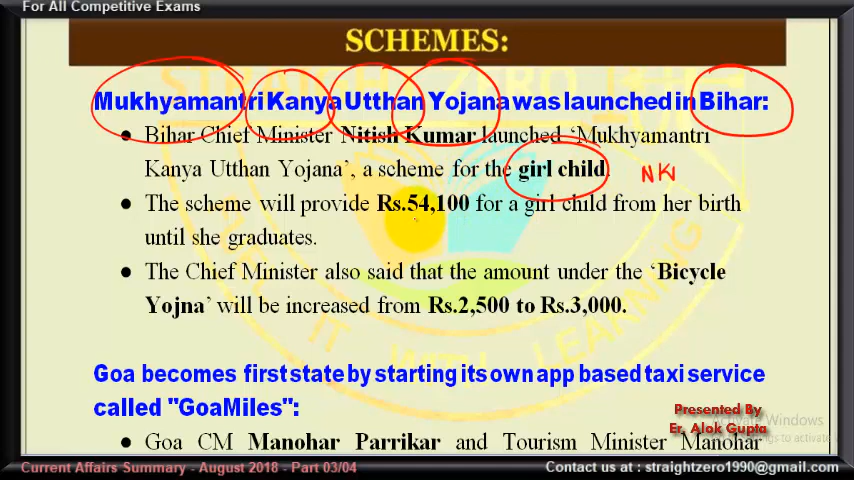 For All Competitive Exams
SCHEMES:
Mukhyamantri Kanya Utthan Yojana was launched in Bihar:
● Bihar Chief Minister Nitish Kumar launched ‘Mukhyamantri
Kanya Utthan Yojana’, a scheme for the girl child.
NK
● The scheme will provide Rs.54,100 for a girl child from her birth
until she graduates.
● The Chief Minister also said that the amount under the ‘Bicycle
Yojna’ will be increased from Rs.2,500 to Rs.3,000.
Goa becomes first state by starting its own app based taxi service
called "GoaMiles":
Presented By
Er. Alok Gupta
Activate Windows
● Goa CM Manohar Parrikar and Tourism Minister Manohar
Current Affairs Summary - August 2018 - Part 03/04
Contact us at : straightzero1990@gmail.com